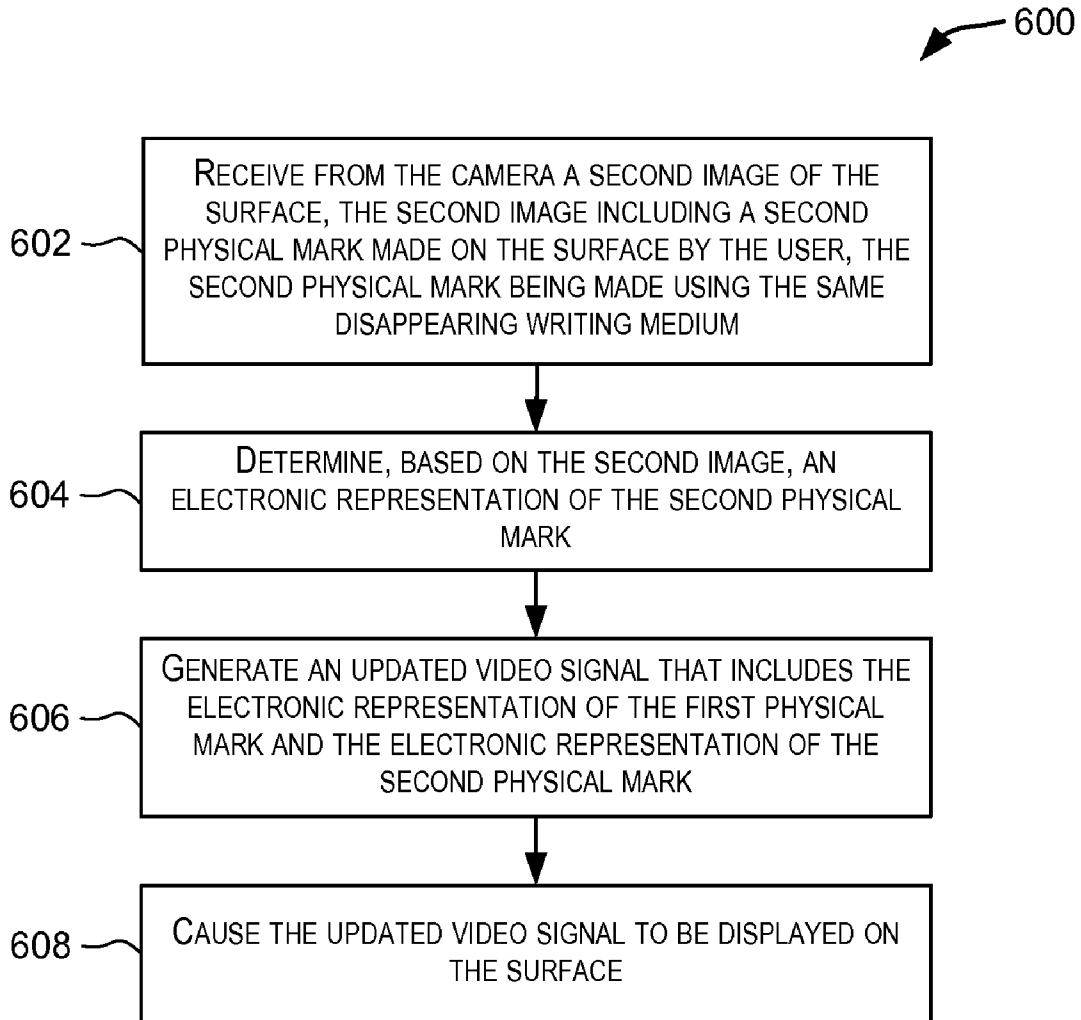 600
602
RECEIVE FROM THE CAMERA A SECOND IMAGE OF THE
SURFACE, THE SECOND IMAGE INCLUDING A SECOND
PHYSICAL MARK MADE ON THE SURFACE BY THE USER, THE
SECOND PHYSICAL MARK BEING MADE USING THE SAME
DISAPPEARING WRITING MEDIUM
604
DETERMINE, BASED ON THE SECOND IMAGE, AN
ELECTRONIC REPRESENTATION OF THE SECOND PHYSICAL
MARK
606
GENERATE AN UPDATED VIDEO SIGNAL THAT INCLUDES THE
ELECTRONIC REPRESENTATION OF THE FIRST PHYSICAL
MARK AND THE ELECTRONIC REPRESENTATION OF THE
SECOND PHYSICAL MARK
608
CAUSE THE UPDATED VIDEO SIGNAL TO BE DISPLAYED ON
THE SURFACE